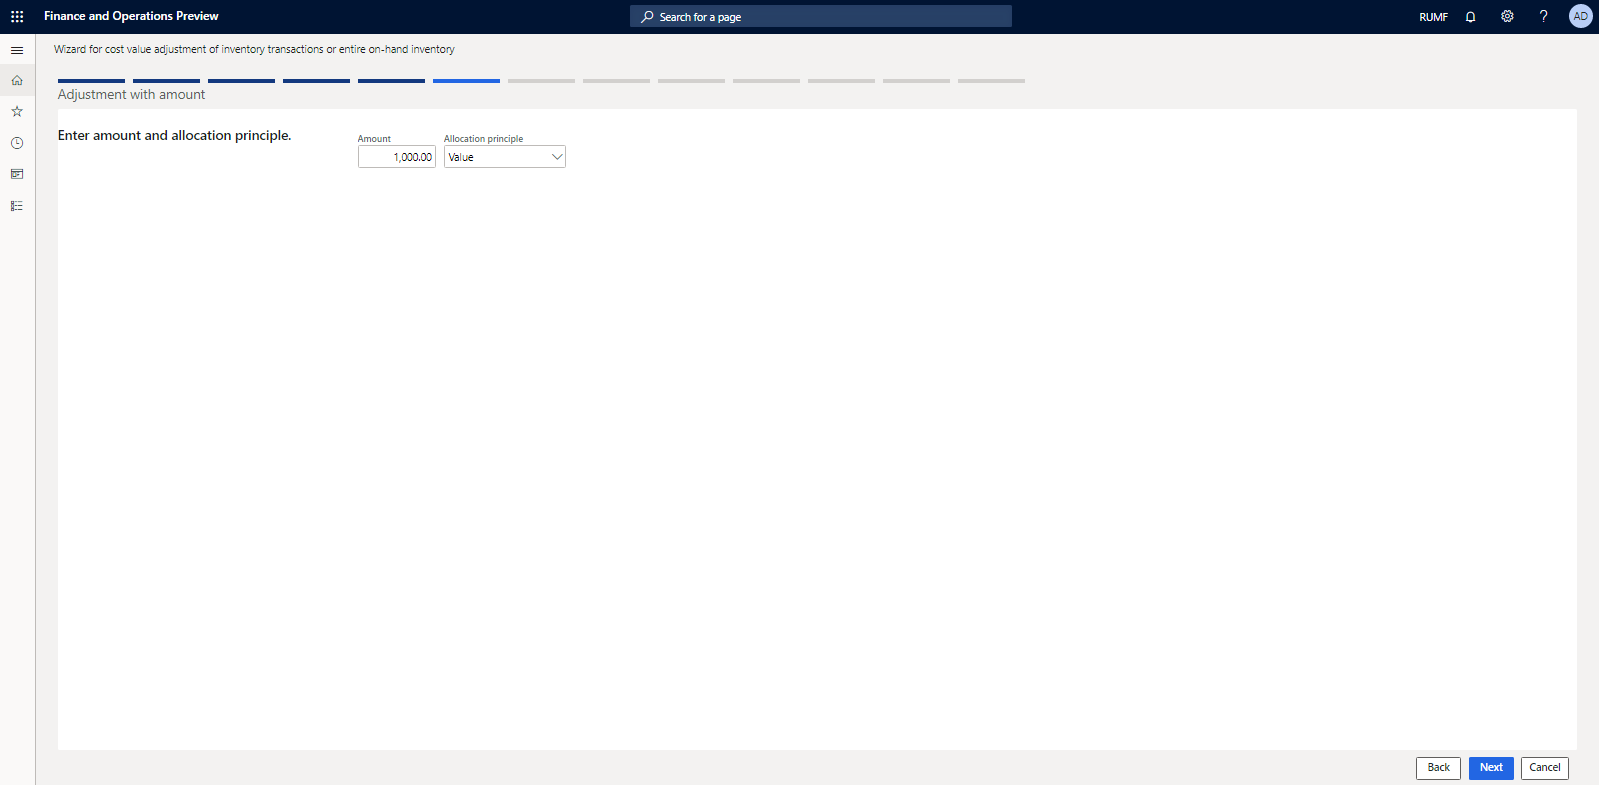 Finance and Operations Preview
Search for a page
RUMF
AD
Wizard for cost value adjustment of inventory transactions or entire on-hand inventory
Adjustment with amount
Enter amount and allocation principle.
Amount
Allocation principle
1,000.00
Value
Back
Next
Cancel